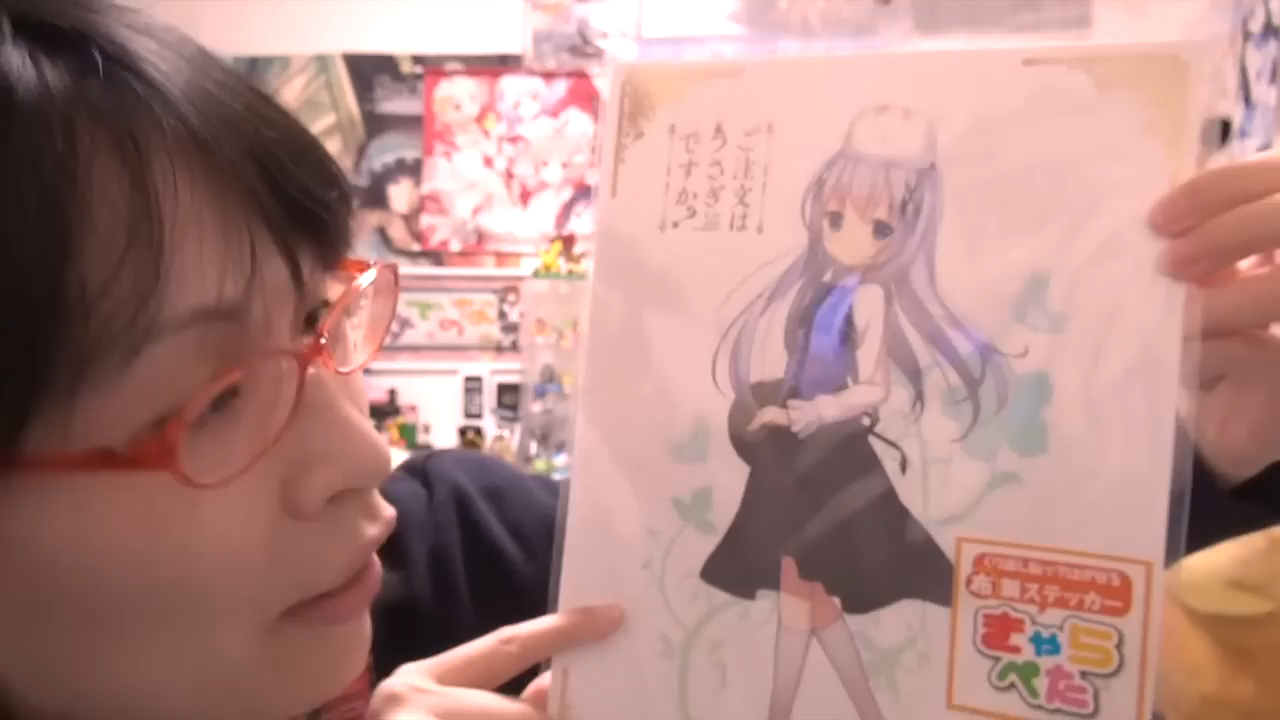 ご注文は
うさぎ
ですか?
布製ステッカー
きゃら
ぺた